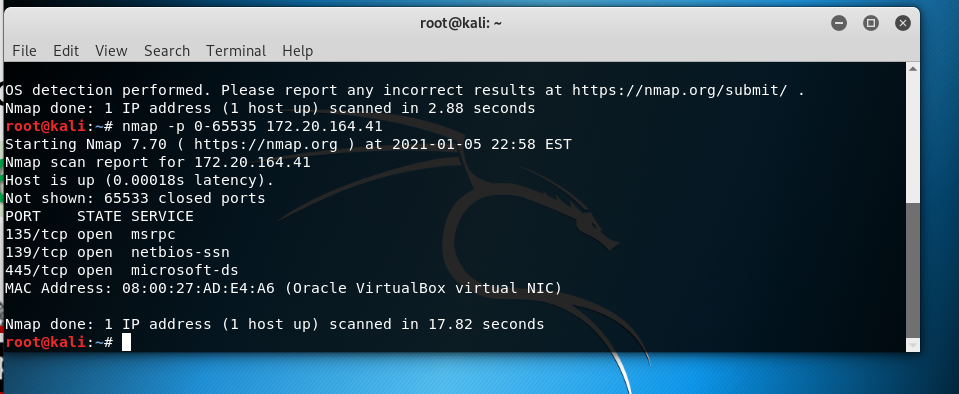 root@kali: ~
File Edit View Search Terminal Help
OS detection performed. Please report any incorrect results at https://nmap.org/submit/ .
Nmap done: 1 IP address (1 host up) scanned in 2.88 seconds
root@kali:~# nmap -p 0-65535 172.20.164.41
Starting Nmap 7.70 ( https://nmap.org ) at 2021-01-05 22:58 EST
Nmap scan report for 172.20.164.41
Host is up (0.00018s latency).
Not shown: 65533 closed ports
PORT    STATE SERVICE
135/tcp open  msrpc
139/tcp open  netbios-ssn
445/tcp open  microsoft-ds
MAC Address: 08:00:27:AD:E4:A6 (Oracle VirtualBox virtual NIC)
Nmap done: 1 IP address (1 host up) scanned in 17.82 seconds
root@kali:~#